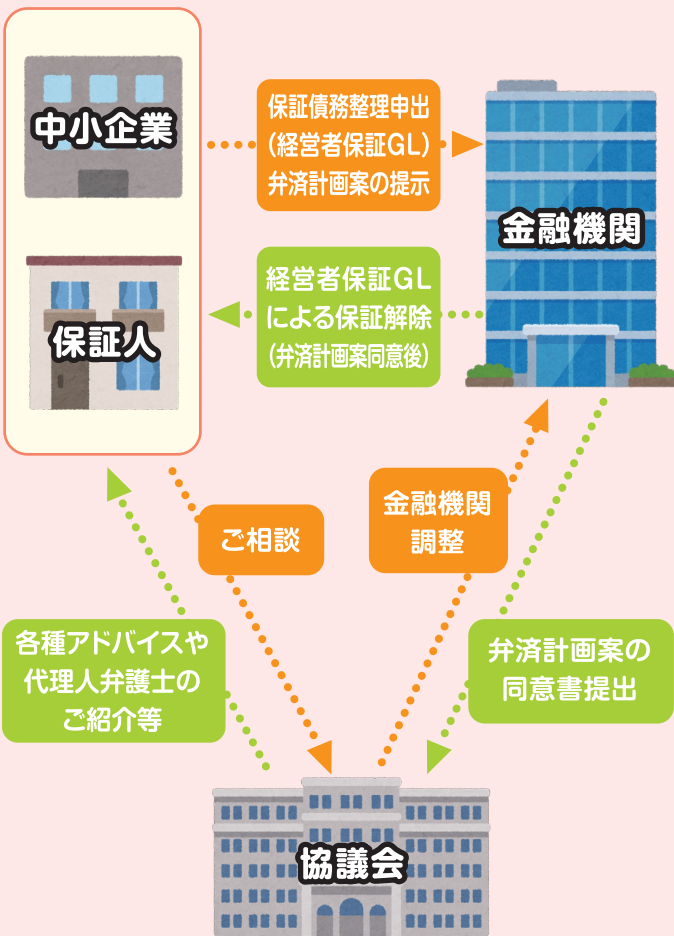 中小企業
保証人
保証債務整理申出
(経営者保証GL)
弁済計画案の提示
経営者保証GL
による保証解除
(弁済計画案同意後)
金融機関
ご相談
金融機関
調整
各種アドバイスや
代理人弁護士の
ご紹介等
弁済計画案の
同意書提出
協議会